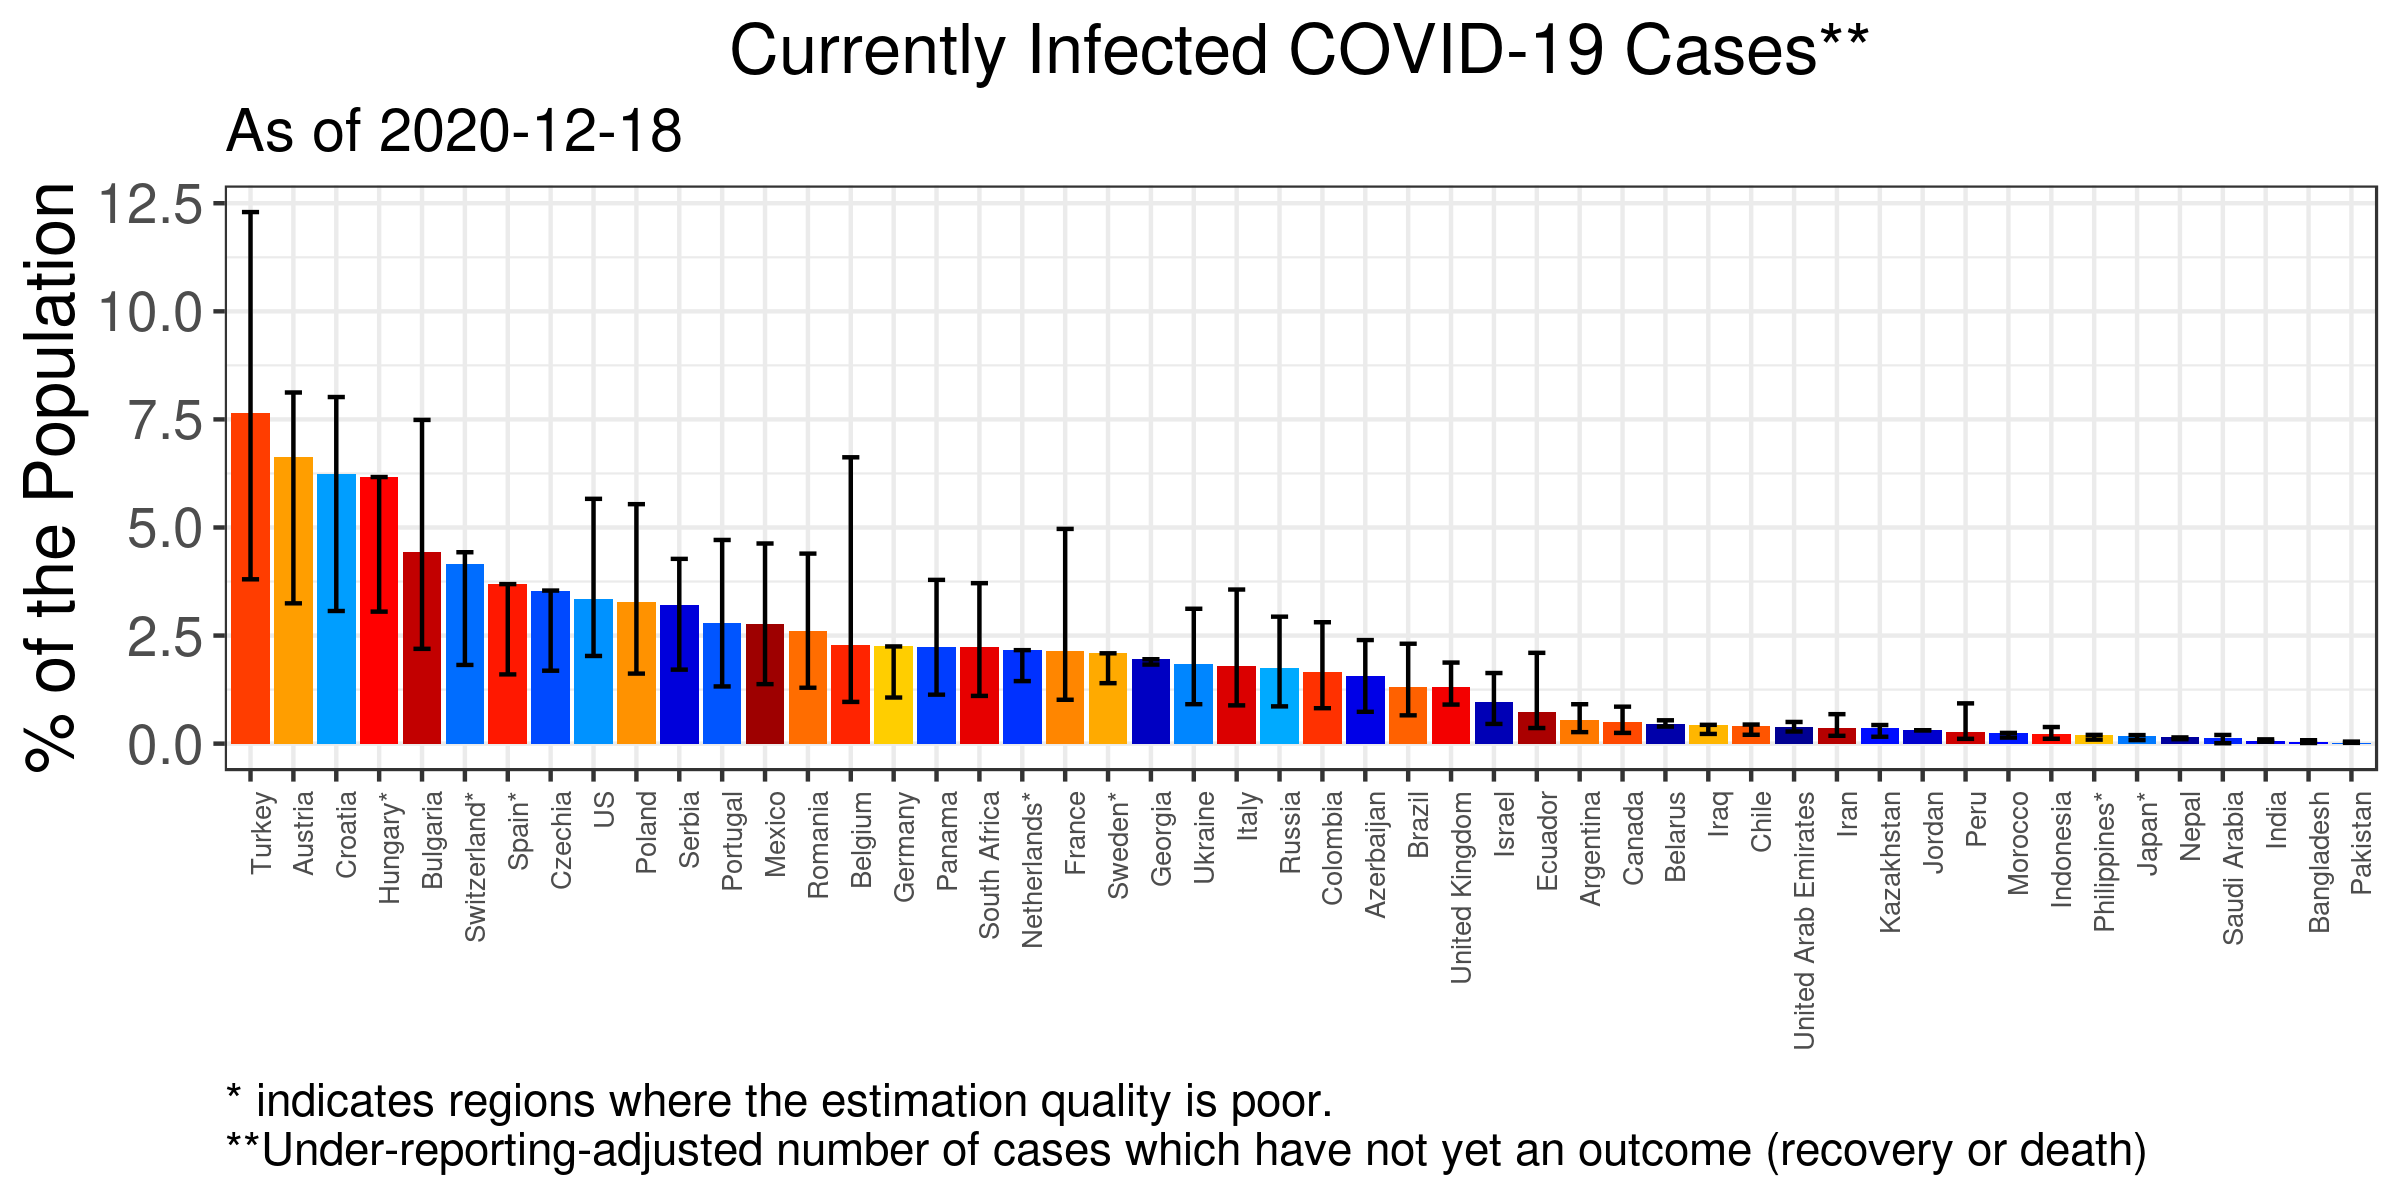 Currently Infected COVID-19 Cases**
As of 2020-12-18
% of the Population
12.5
10.0
7.5
5.0
2.5
0.0
Turkey
Austria
Croatia
Hungary*
Bulgaria
Switzerland*
Spain*
Czechia
US
Poland
Serbia
Portugal
Mexico
Romania
Belgium
Germany
Panama
South Africa
Netherlands*
France
Sweden*
Georgia
Ukraine
Italy
Russia
Colombia
Azerbaijan
Brazil
United Kingdom
Israel
Ecuador
Argentina
Canada
Belarus
Iraq
Chile
United Arab Emirates
Iran
Kazakhstan
Jordan
Peru
Morocco
Indonesia
Philippines*
Japan*
Nepal
Saudi Arabia
India
Bangladesh
Pakistan
* indicates regions where the estimation quality is poor.
**Under-reporting-adjusted number of cases which have not yet an outcome (recovery or death)